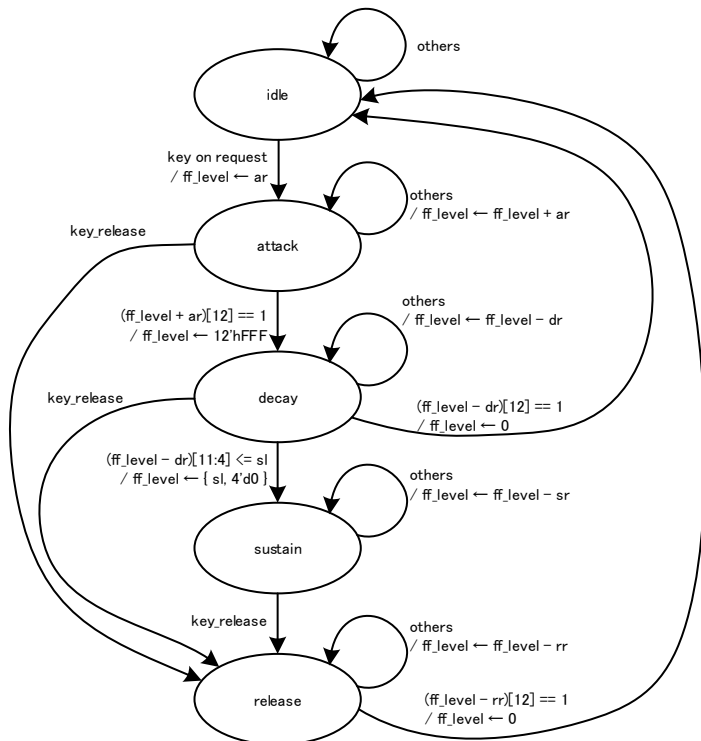 others
idle
key on request
/ ff_level ← ar
others
/ ff_level ← ff_level + ar
key_release
attack
(ff_level + ar)[12] == 1
/ ff_level ← 12'hFFF
others
/ ff_level ← ff_level − dr
key_release
decay
(ff_level − dr)[12] == 1
/ ff_level ← 0
(ff_level − dr)[11:4] <= sl
/ ff_level ← { sl, 4'd0 }
others
/ ff_level ← ff_level − sr
sustain
key_release
others
/ ff_level ← ff_level − rr
release
(ff_level − rr)[12] == 1
/ ff_level ← 0